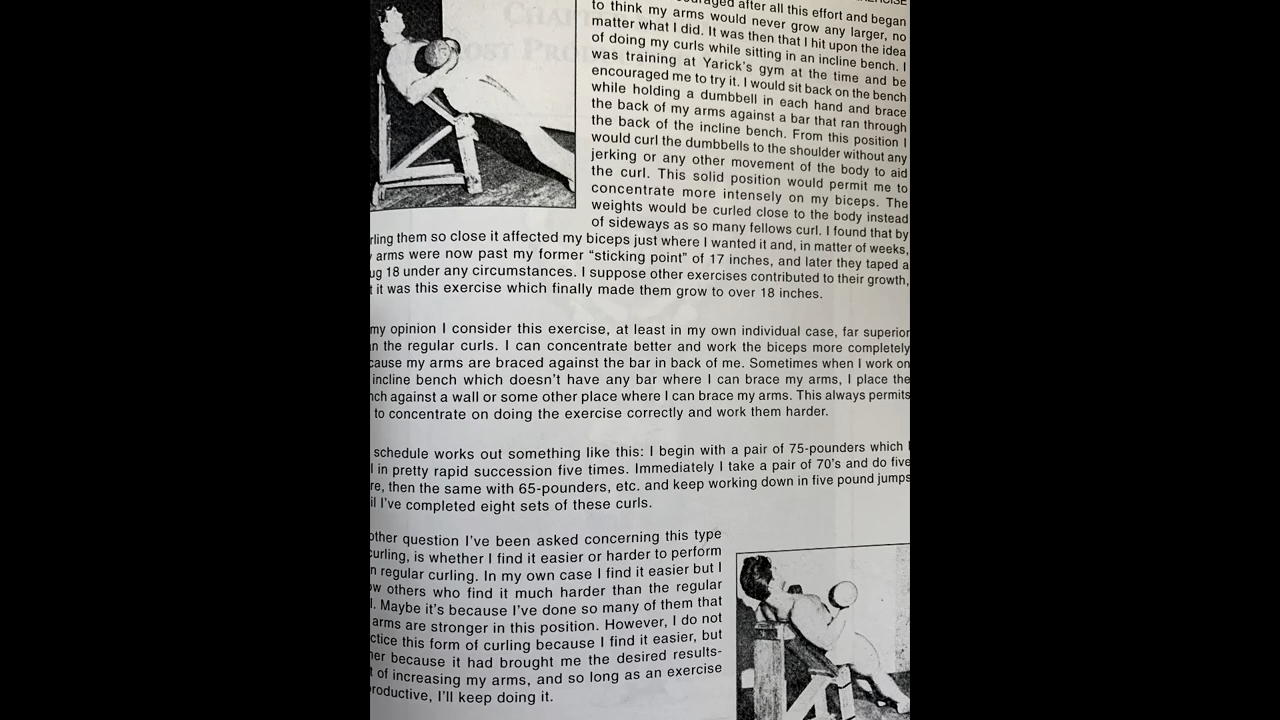 after all this effort and began
to think my arms would never grow any larger, no
matter what I did. It was then that I hit upon the idea
of doing my curls while sitting in an incline bench. I
was training at Yarick's gym at the time and be
encouraged me to try it. I would sit back on the bench
while holding a dumbbell in each hand and brace
the back of my arms against a bar that ran through
the back of the incline bench. From this position I
would curl the dumbbells to the shoulder without any
jerking or any other movement of the body to aid
the curl. This solid position would permit me to
concentrate more intensely on my biceps. The
weights would be curled close to the body instead
of sideways as so many fellows curl. I found that by
rling them so close it affected my biceps just where I wanted it and, in matter of weeks,
arms were now past my former “sticking point” of 17 inches, and later they taped a
ug 18 under any circumstances. I suppose other exercises contributed to their growth,
t it was this exercise which finally made them grow to over 18 inches.
my opinion I consider this exercise, at least in my own individual case, far superior
n the regular curls. I can concentrate better and work the biceps more completely
cause my arms are braced against the bar in back of me. Sometimes when I work on
incline bench which doesn't have any bar where I can brace my arms, I place the
nch against a wall or some other place where I can brace my arms. This always permits
to concentrate on doing the exercise correctly and work them harder.
schedule works out something like this: I begin with a pair of 75-pounders which I
l in pretty rapid succession five times. Immediately I take a pair of 70's and do five
re, then the same with 65-pounders, etc. and keep working down in five pound jumps
il I've completed eight sets of these curls.
other question I've been asked concerning this type
curling, is whether I find it easier or harder to perform
n regular curling. In my own case I find it easier but I
ow others who find it much harder than the regular
l. Maybe it's because I've done so many of them that
arms are stronger in this position. However, I do not
ctice this form of curling because I find it easier, but
her because it had brought me the desired results-
t of increasing my arms, and so long as an exercise
roductive, I'll keep doing it.